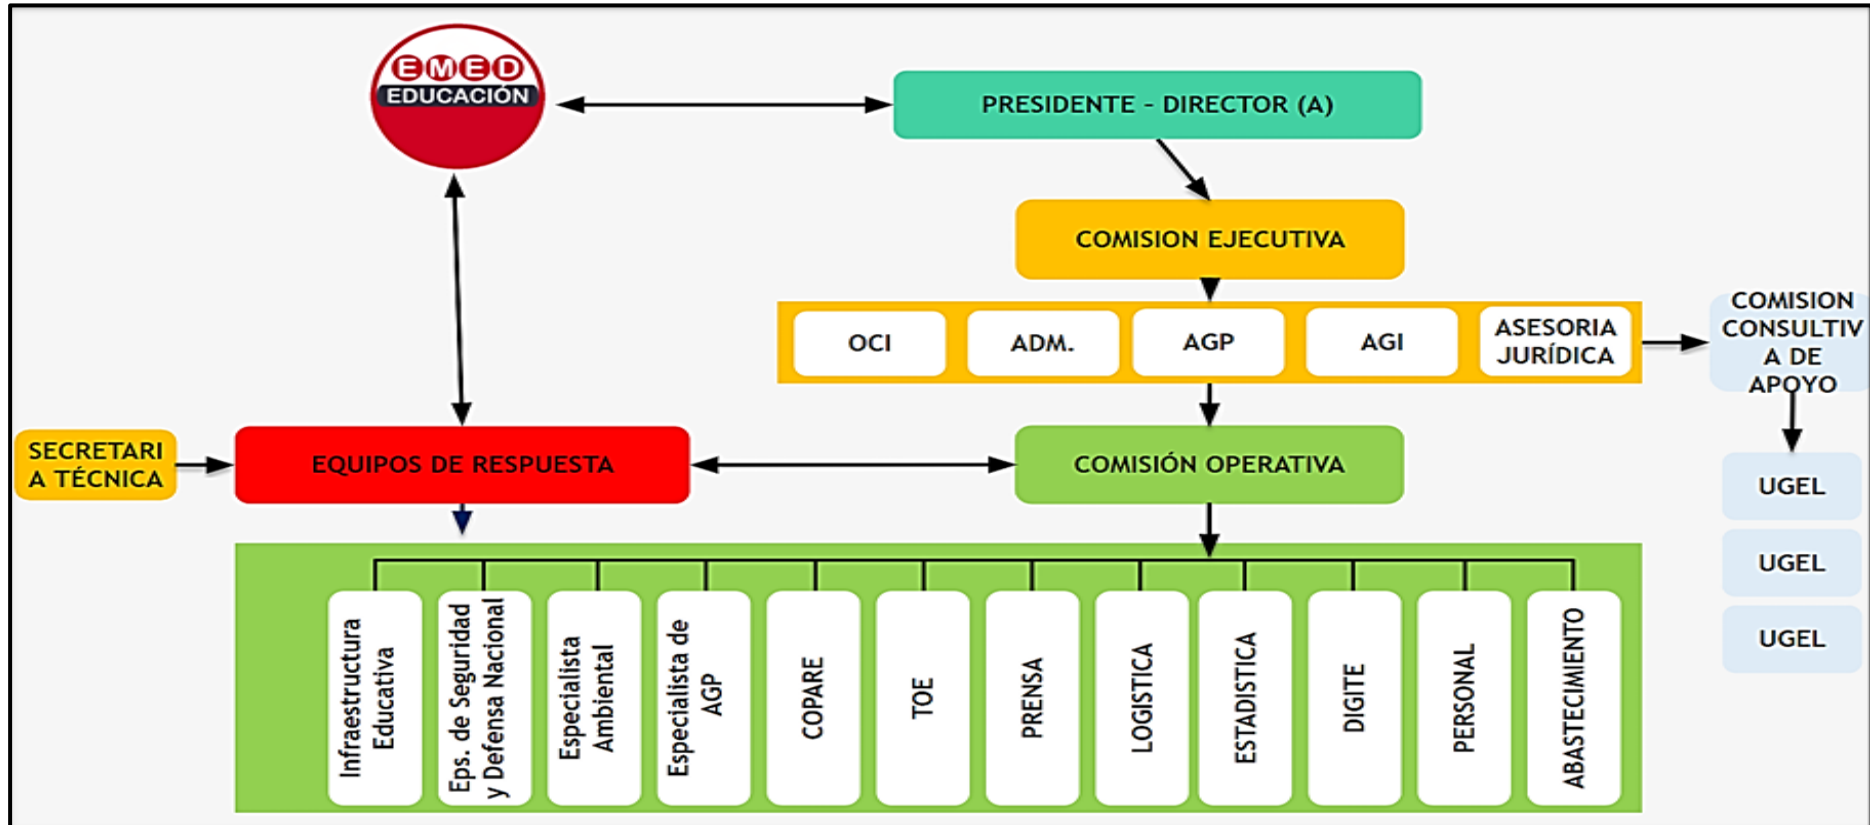 EMED
EDUCACIÓN
PRESIDENTE - DIRECTOR (A)
COMISION EJECUTIVA
OCI
ADM.
AGP
AGI
ASESORIA
JURÍDICA
COMISION
CONSULTIV
A DE
APOYO
SECRETARI
A TÉCNICA
EQUIPOS DE RESPUESTA
COMISIÓN OPERATIVA
UGEL
UGEL
UGEL
Infraestructura
Educativa
Eps. de Seguridad
y Defensa Nacional
Especialista
Ambiental
Especialista de
AGP
COPARE
TOE
PRENSA
LOGISTICA
ESTADISTICA
DIGITE
PERSONAL
ABASTECIMIENTO